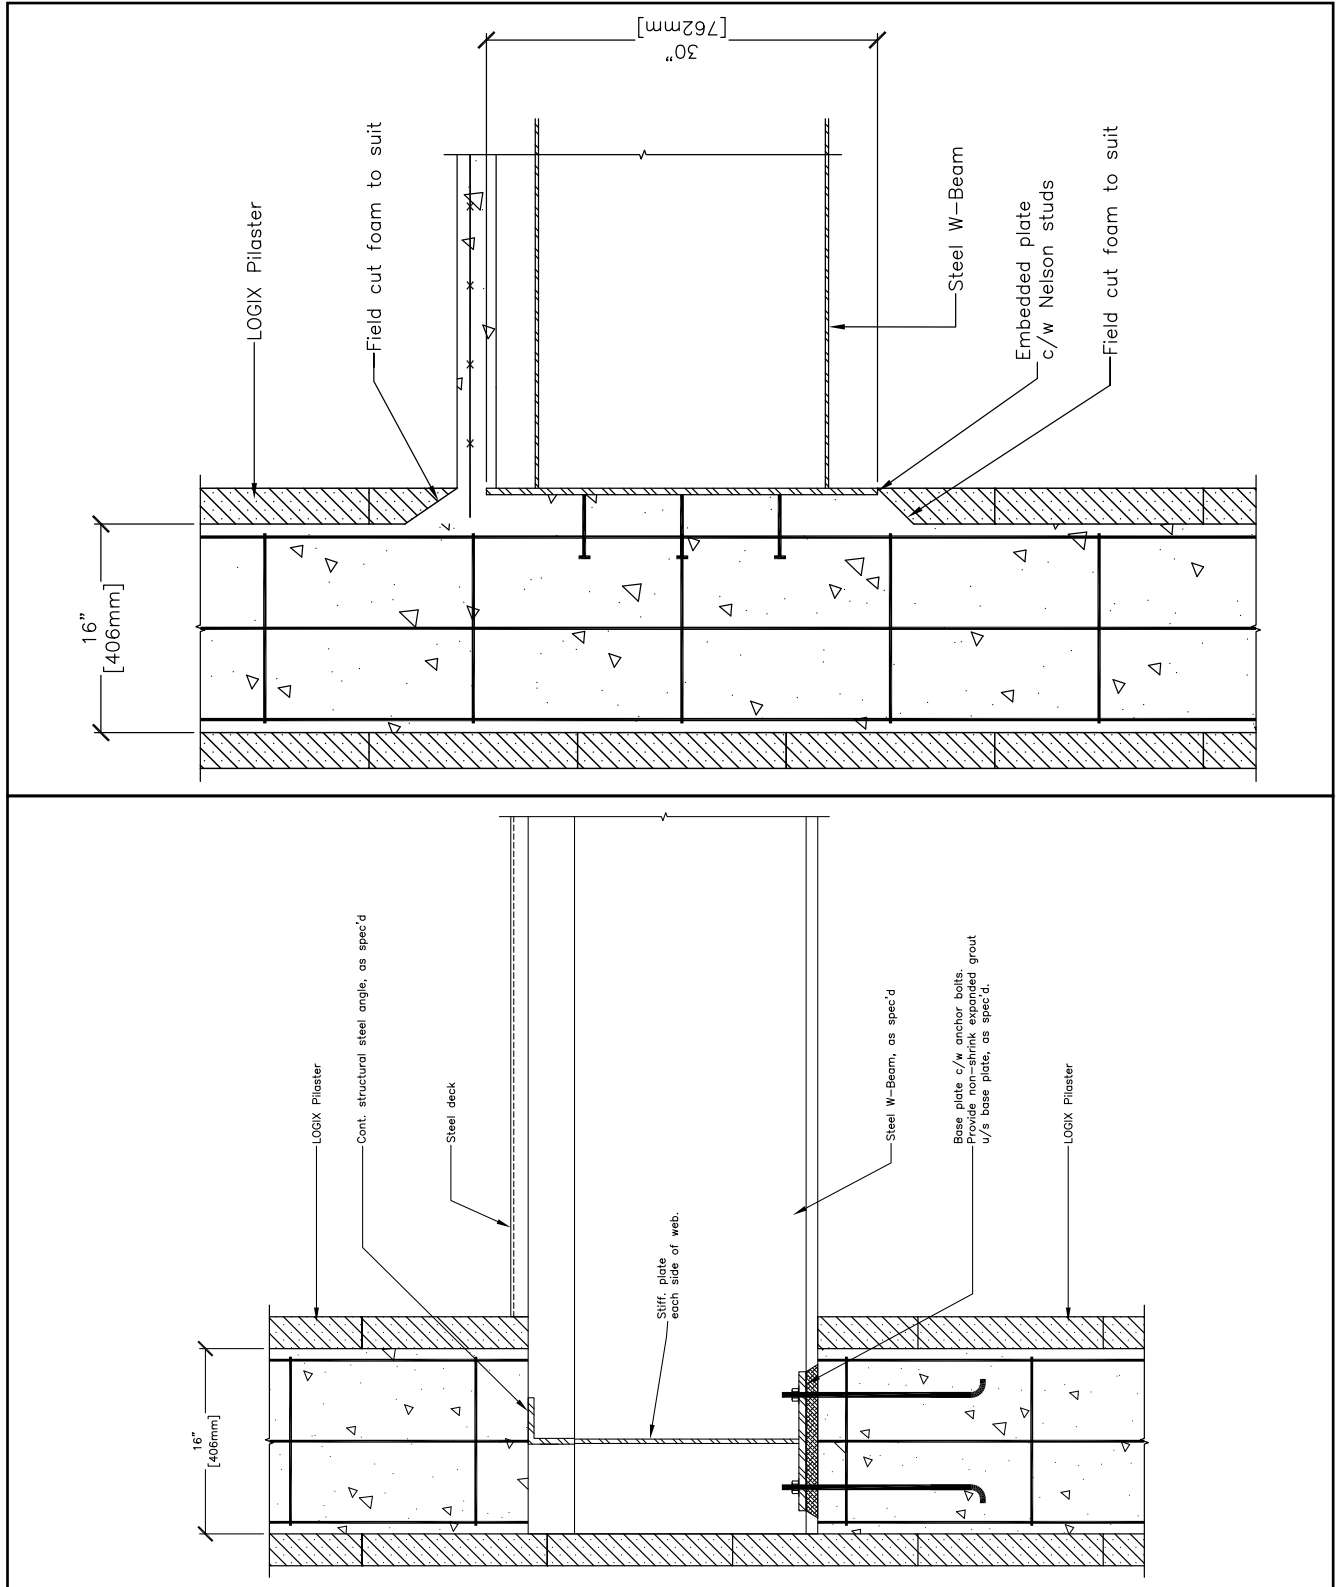 30"
[762mm]
LOGIX Pilaster
Field cut foam to suit
Steel W-Beam
Embedded plate
c/w Nelson studs
Field cut foam to suit
16"
[406mm]
LOGIX Pilaster
Cont. structural steel angle, as spec'd
Steel deck
Stiff. plate
each side of web.
Steel W-Beam, as spec'd
Base plate c/w anchor bolts.
Provide non-shrink expanded grout
u/s base plate, as spec'd.
LOGIX Pilaster
16"
[406mm]